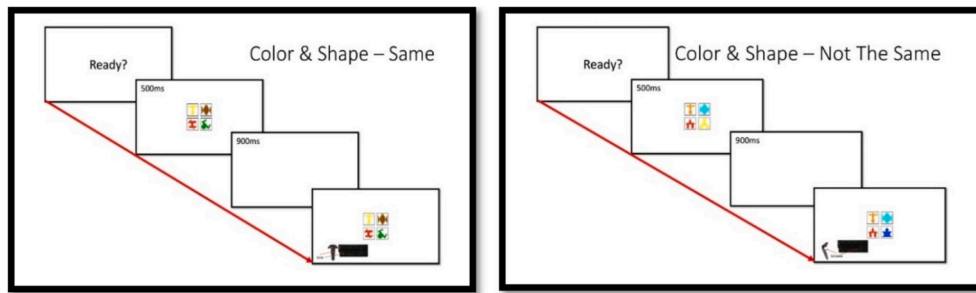 Color & Shape – Same
Ready?
500ms
900ms
Color & Shape – Not The Same
Ready?
500ms
900ms